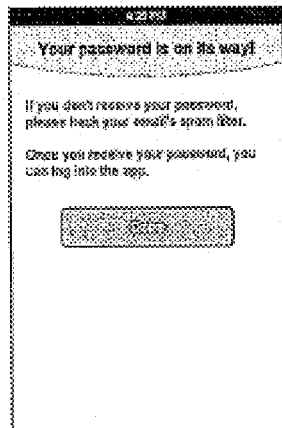 Your password is on its way!
If you don't receive your password,
please check your email's spam filter.
Once you receive your password, you
can log into the app.